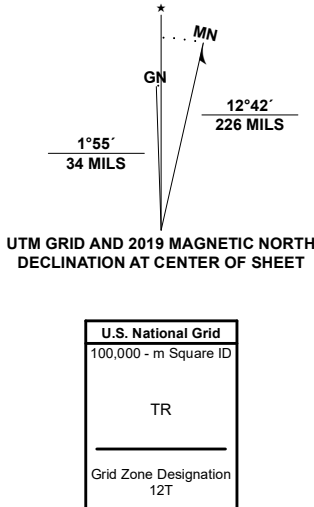 MN
GN
12°42´
226 MILS
1°55´
34 MILS
UTM GRID AND 2019 MAGNETIC NORTH
DECLINATION AT CENTER OF SHEET
U.S. National Grid
100,000 - m Square ID
TR
Grid Zone Designation
12T